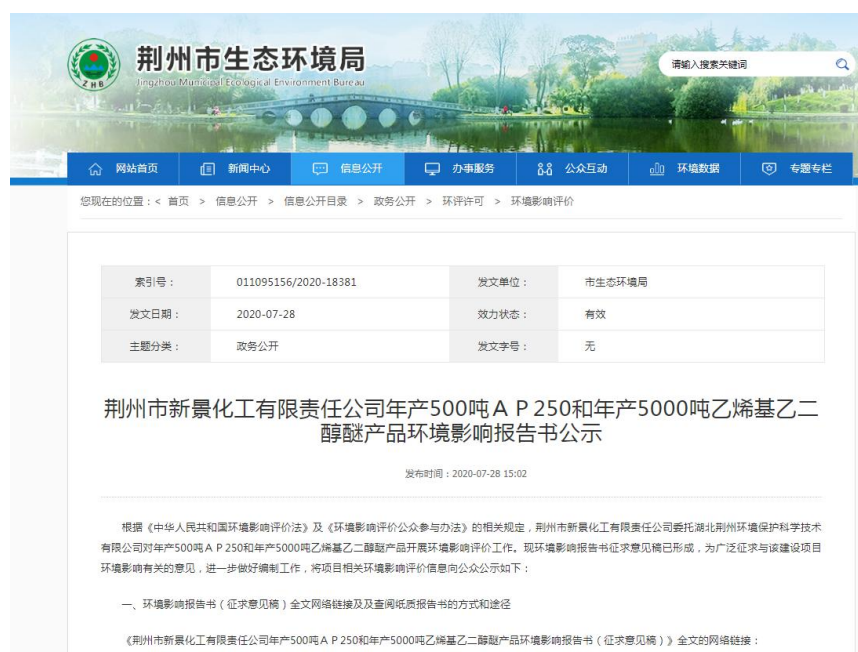 荆州市生态环境局
Jingzhou Municipal Ecological Environment Bureau
ZHB
请输入搜索关键词
网站首页 新闻中心 信息公开 办事服务 公众互动 环境数据 专题专栏
您现在的位置：< 首页 > 信息公开 > 信息公开目录 > 政务公开 > 环评许可 > 环境影响评价
索引号： 011095156/2020-18381 发文单位： 市生态环境局
发文日期： 2020-07-28 效力状态： 有效
主题分类： 政务公开 发文字号： 无
荆州市新景化工有限责任公司年产500吨ＡＰ250和年产5000吨乙烯基乙二
醇醚产品环境影响报告书公示
发布时间：2020-07-28 15:02
根据《中华人民共和国环境影响评价法》及《环境影响评价公众参与办法》的相关规定，荆州市新景化工有限责任公司委托湖北荆州环境保护科学技术
有限公司对年产500吨ＡＰ250和年产5000吨乙烯基乙二醇醚产品开展环境影响评价工作。现环境影响报告书征求意见稿已形成，为广泛征求与该建设项目
环境影响有关的意见，进一步做好编制工作，将项目相关环境影响评价信息向公众公示如下：
一、环境影响报告书（征求意见稿）全文网络链接及及查阅纸质报告书的方式和途径
《荆州市新景化工有限责任公司年产500吨ＡＰ250和年产5000吨乙烯基乙二醇醚产品环境影响报告书（征求意见稿）》全文的网络链接：